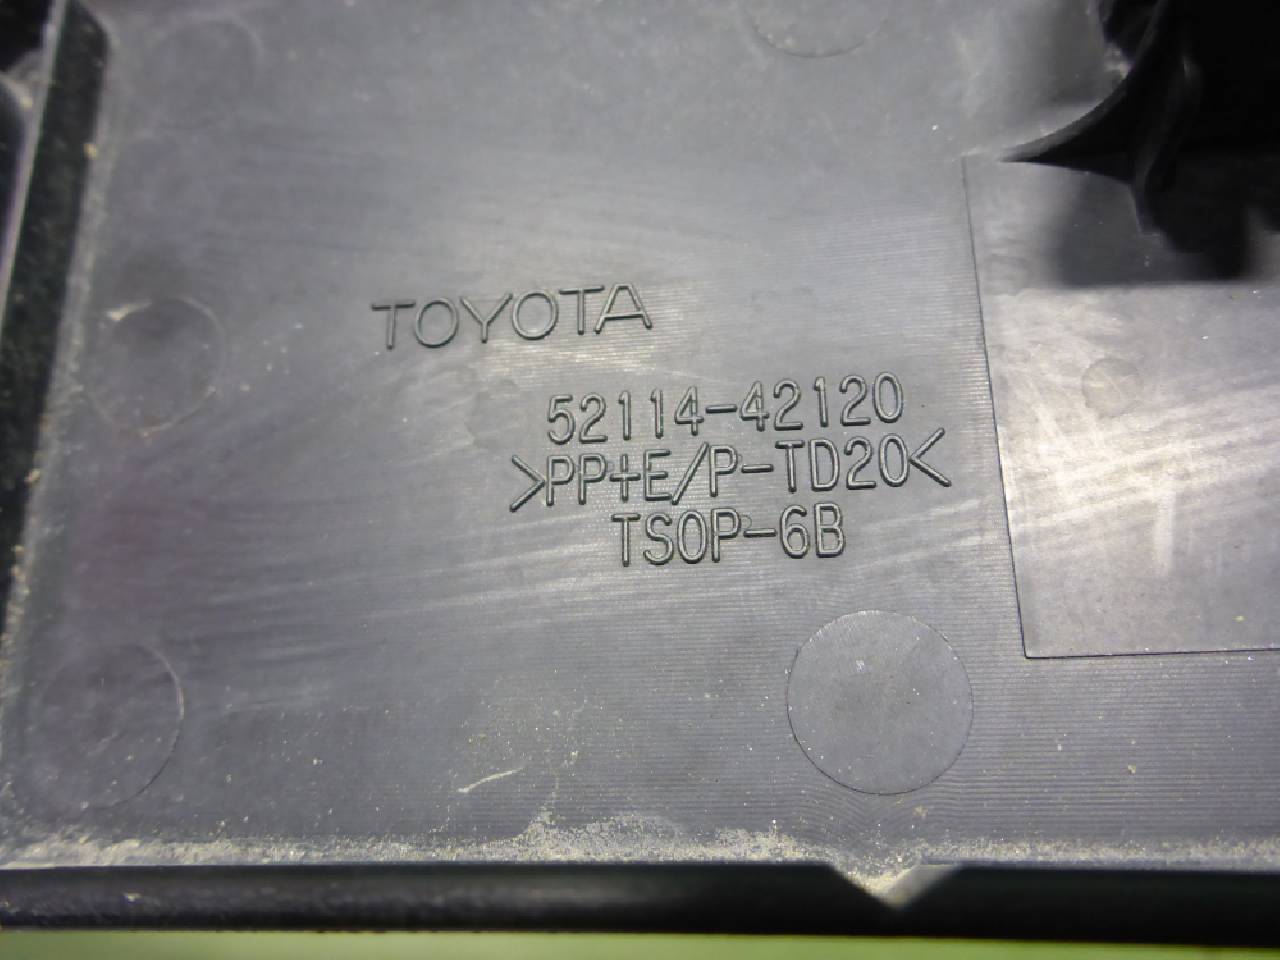 TOYOTA
52114-42120
>PP+E/P-TD20<
TSOP-6B